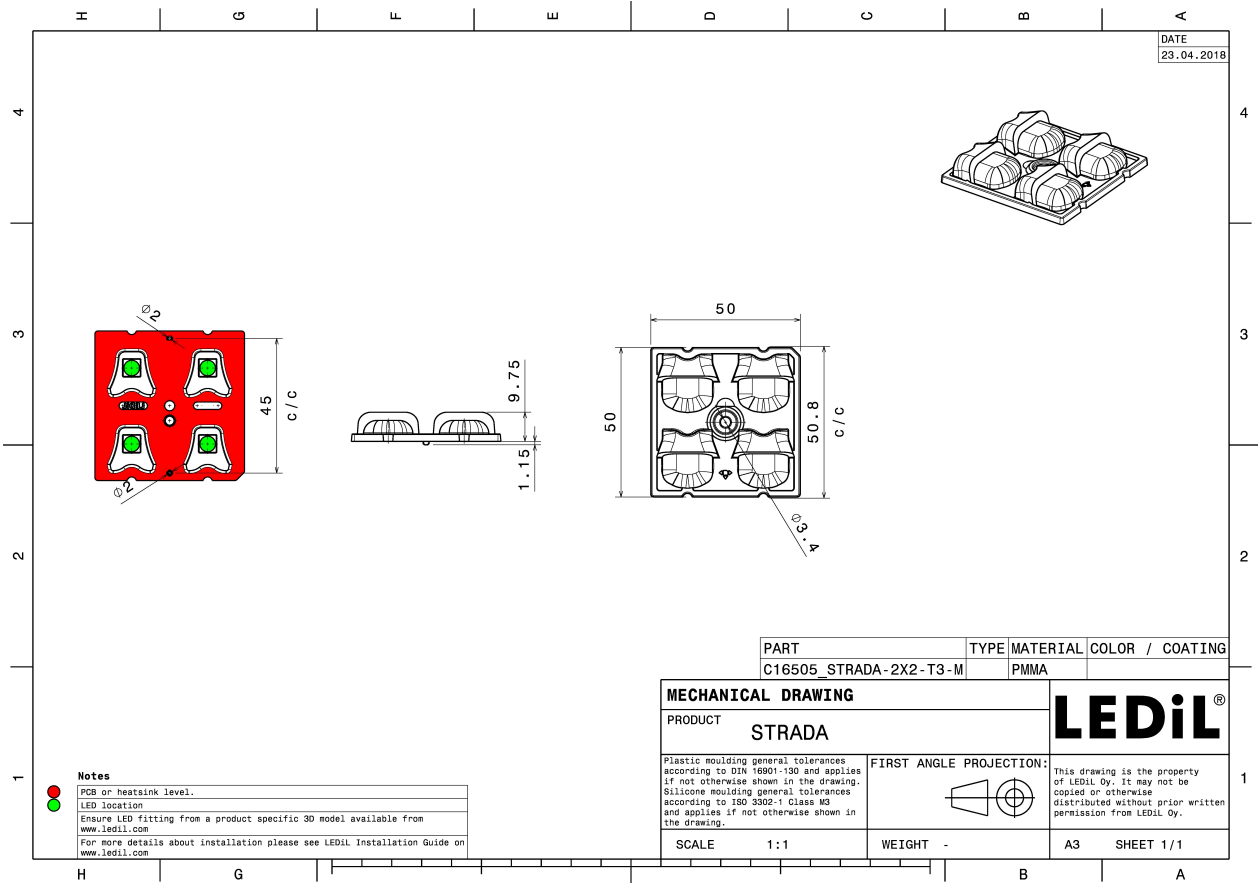 H G F E D C B A
DATE
23.04.2018
4 4
3 3
2 2
1 1
∅2
45
c/c
∅2
9.75
1.15
50
50
50.8
c/c
∅3.4
PART TYPE MATERIAL COLOR / COATING
C16505_STRADA-2X2-T3-M PMMA
MECHANICAL DRAWING
PRODUCT
STRADA
LEDiL®
Plastic moulding general tolerances
according to DIN 16901-130 and applies
if not otherwise shown in the drawing.
Silicone moulding general tolerances
according to ISO 3302-1 Class M3
and applies if not otherwise shown in
the drawing.
FIRST ANGLE PROJECTION:
This drawing is the property
of LEDiL Oy. It may not be
copied or otherwise
distributed without prior written
permission from LEDiL Oy.
SCALE 1:1
WEIGHT -
A3 SHEET 1/1
Notes
PCB or heatsink level.
LED location
Ensure LED fitting from a product specific 3D model available from
www.ledil.com
For more details about installation please see LEDiL Installation Guide on
www.ledil.com
H G B A